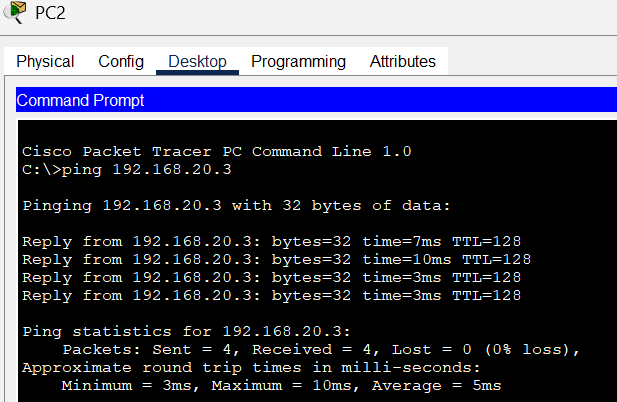 PC2
Physical Config Desktop Programming Attributes
Command Prompt
Cisco Packet Tracer PC Command Line 1.0
C:\>ping 192.168.20.3
Pinging 192.168.20.3 with 32 bytes of data:
Reply from 192.168.20.3: bytes=32 time=7ms TTL=128
Reply from 192.168.20.3: bytes=32 time=10ms TTL=128
Reply from 192.168.20.3: bytes=32 time=3ms TTL=128
Reply from 192.168.20.3: bytes=32 time=3ms TTL=128
Ping statistics for 192.168.20.3:
Packets: Sent = 4, Received = 4, Lost = 0 (0% loss),
Approximate round trip times in milli-seconds:
Minimum = 3ms, Maximum = 10ms, Average = 5ms